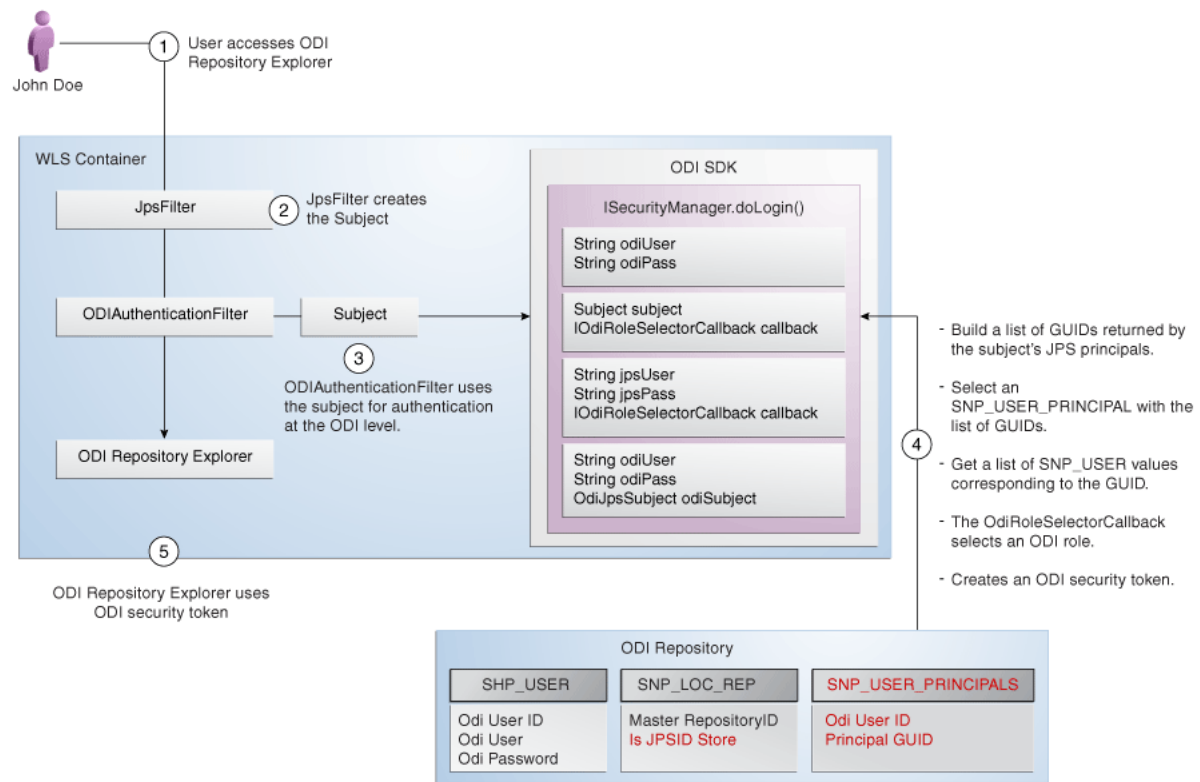 John Doe
1
User accesses ODI
Repository Explorer
WLS Container
JpsFilter
2
JpsFilter creates
the Subject
ODIAuthenticationFilter
Subject
3
ODIAuthenticationFilter uses
the subject for authentication
at the ODI level.
ODI Repository Explorer
5
ODI Repository Explorer uses
ODI security token
ODI SDK
ISecurityManager.doLogin()
String odiUser
String odiPass
Subject subject
IOdiRoleSelectorCallback callback
String jpsUser
String jpsPass
IOdiRoleSelectorCallback callback
String odiUser
String odiPass
OdiJpsSubject odiSubject
4
- Build a list of GUIDs returned by
the subject's JPS principals.
- Select an
SNP_USER_PRINCIPAL with the
list of GUIDs.
- Get a list of SNP_USER values
corresponding to the GUID.
- The OdiRoleSelectorCallback
selects an ODI role.
- Creates an ODI security token.
ODI Repository
SHP_USER
Odi User ID
Odi User
Odi Password
SNP_LOC_REP
Master RepositoryID
Is JPSID Store
SNP_USER_PRINCIPALS
Odi User ID
Principal GUID